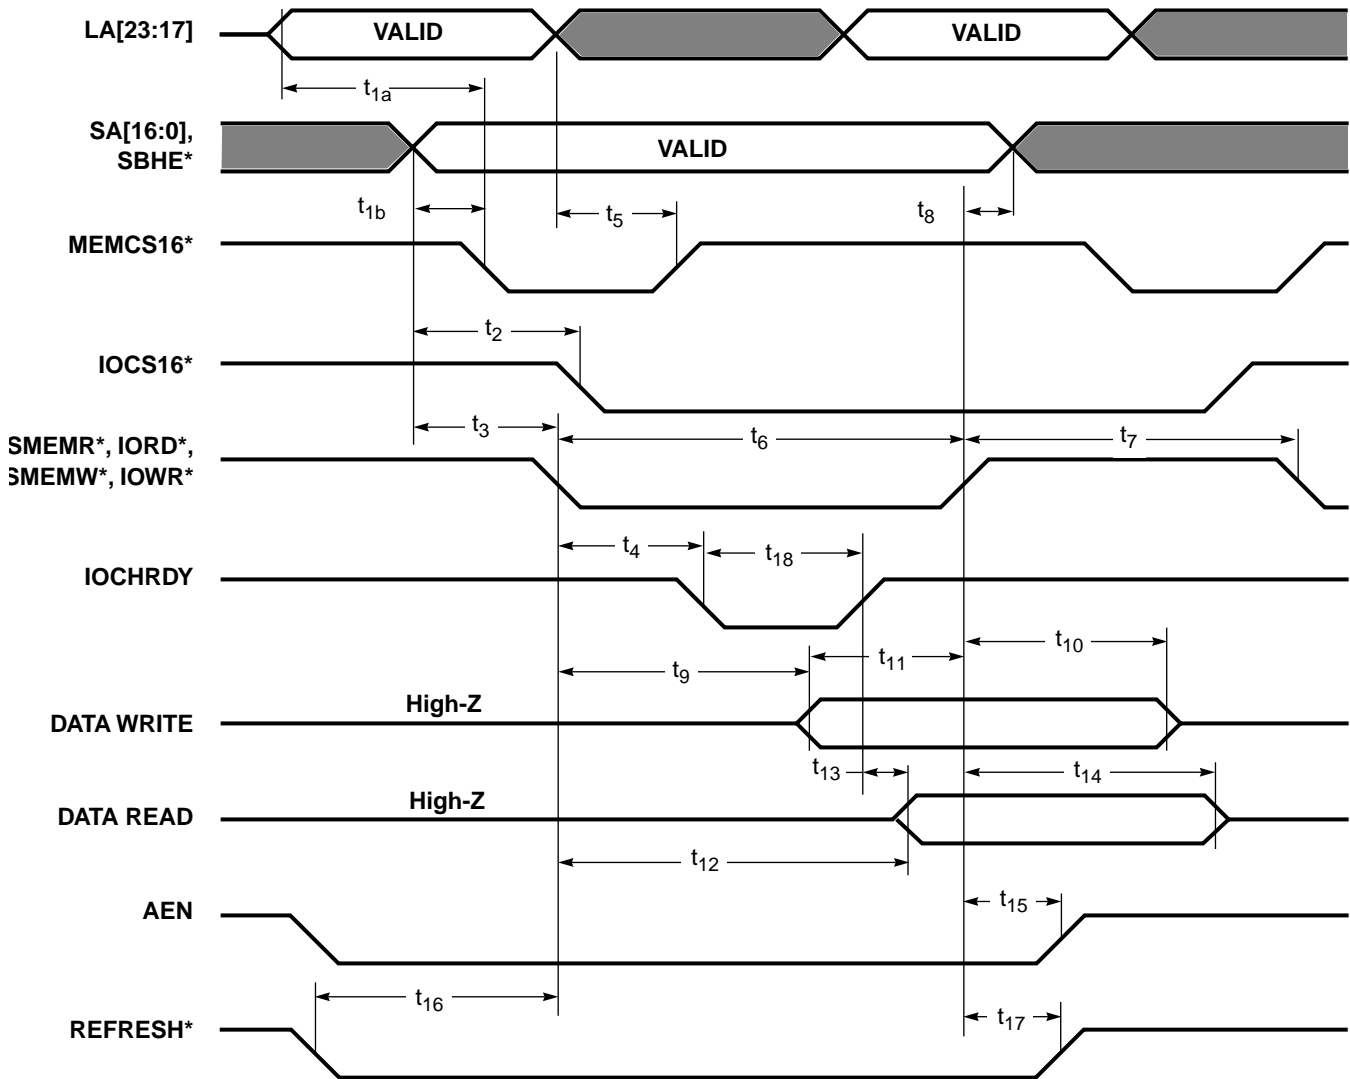 LA[23:17]
VALID
VALID
t1a
SA[16:0],
SBHE*
VALID
t1b
t5
t8
MEMCS16*
t2
IOCS16*
t3
t6
t7
SMEMR*, IORD*,
SMEMW*, IOWR*
t4
t18
IOCHRDY
t10
t11
t9
High-Z
DATA WRITE
t13
t14
High-Z
DATA READ
t12
t15
AEN
t16
t17
REFRESH*